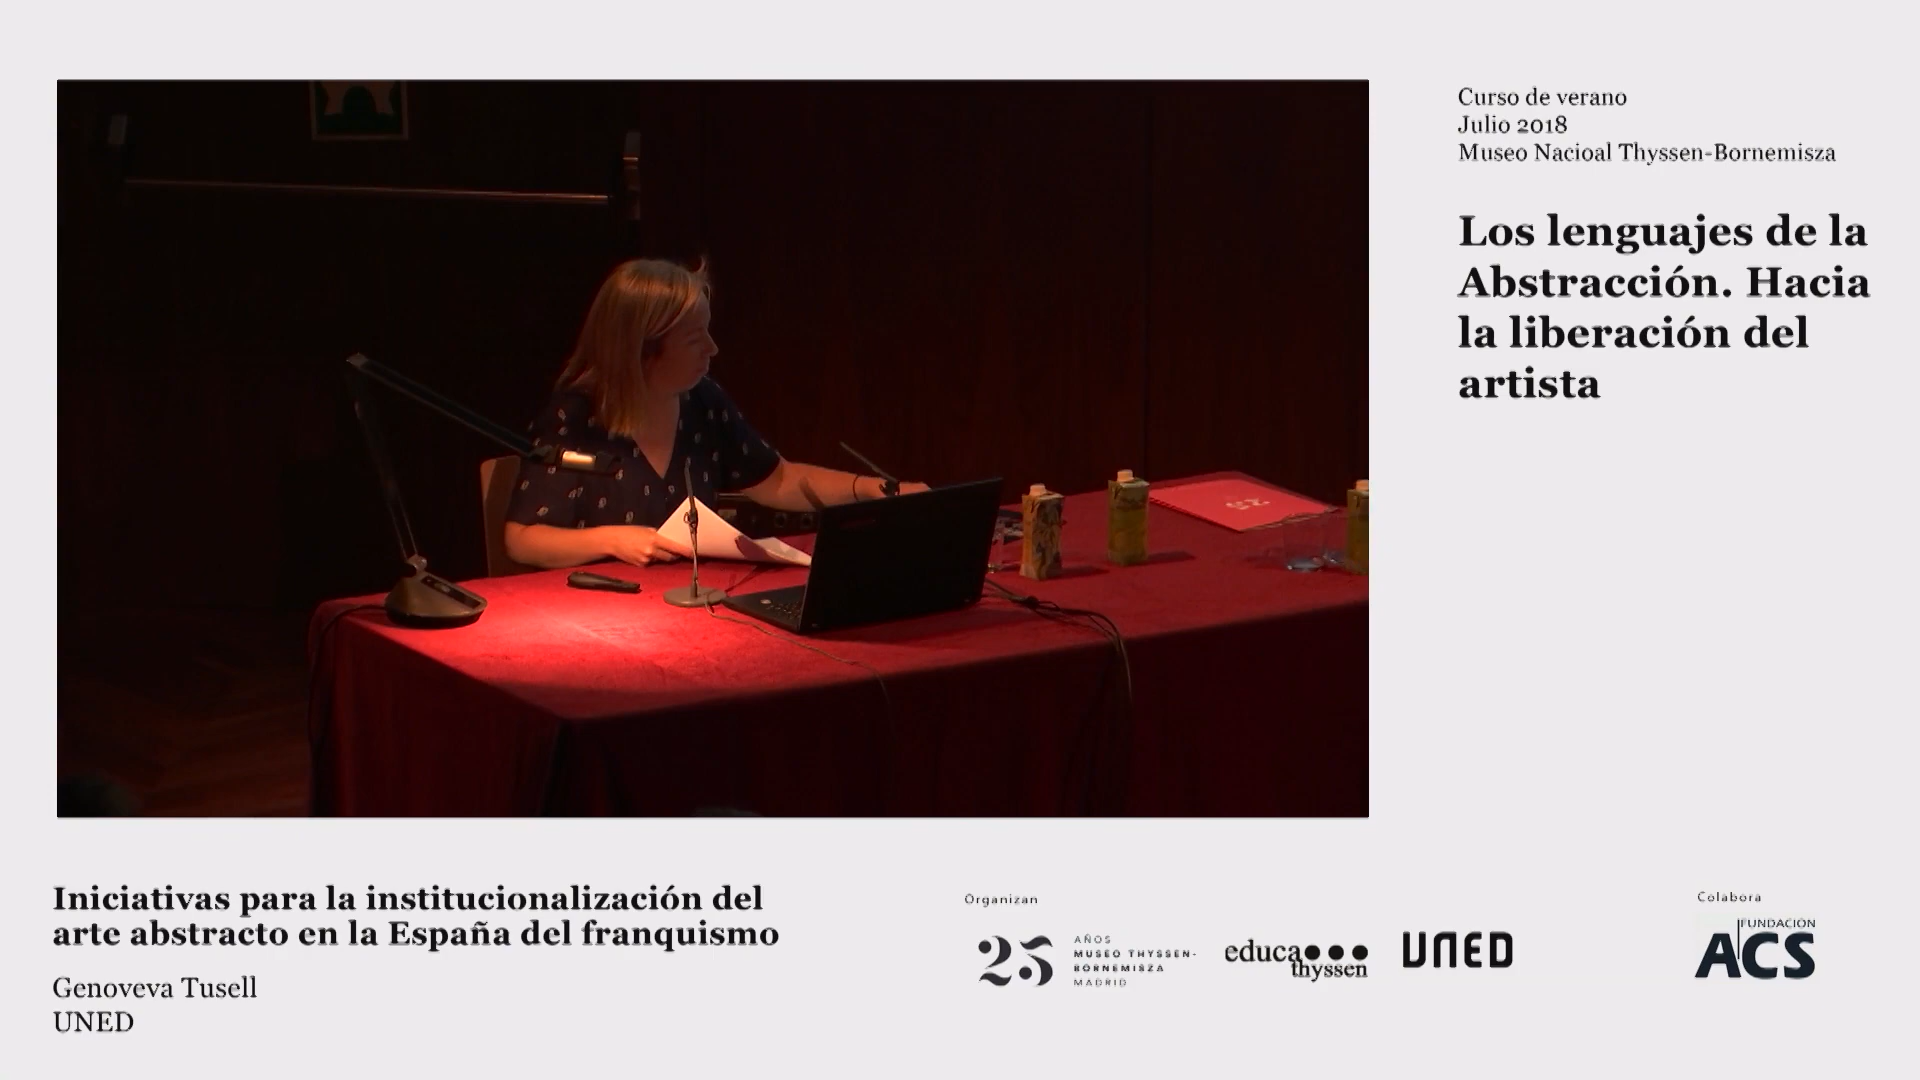 Curso de verano
Julio 2018
Museo Nacioal Thyssen-Bornemisza
Los lenguajes de la
Abstracción. Hacia
la liberación del
artista
Iniciativas para la institucionalización del
arte abstracto en la España del franquismo
Genoveva Tusell
UNED
Organizan
25
AÑOS
MUSEO THYSSEN-
BORNEMISZA
MADRID
educa
thyssen
UNED
Colabora
FUNDACIÓN
ACS